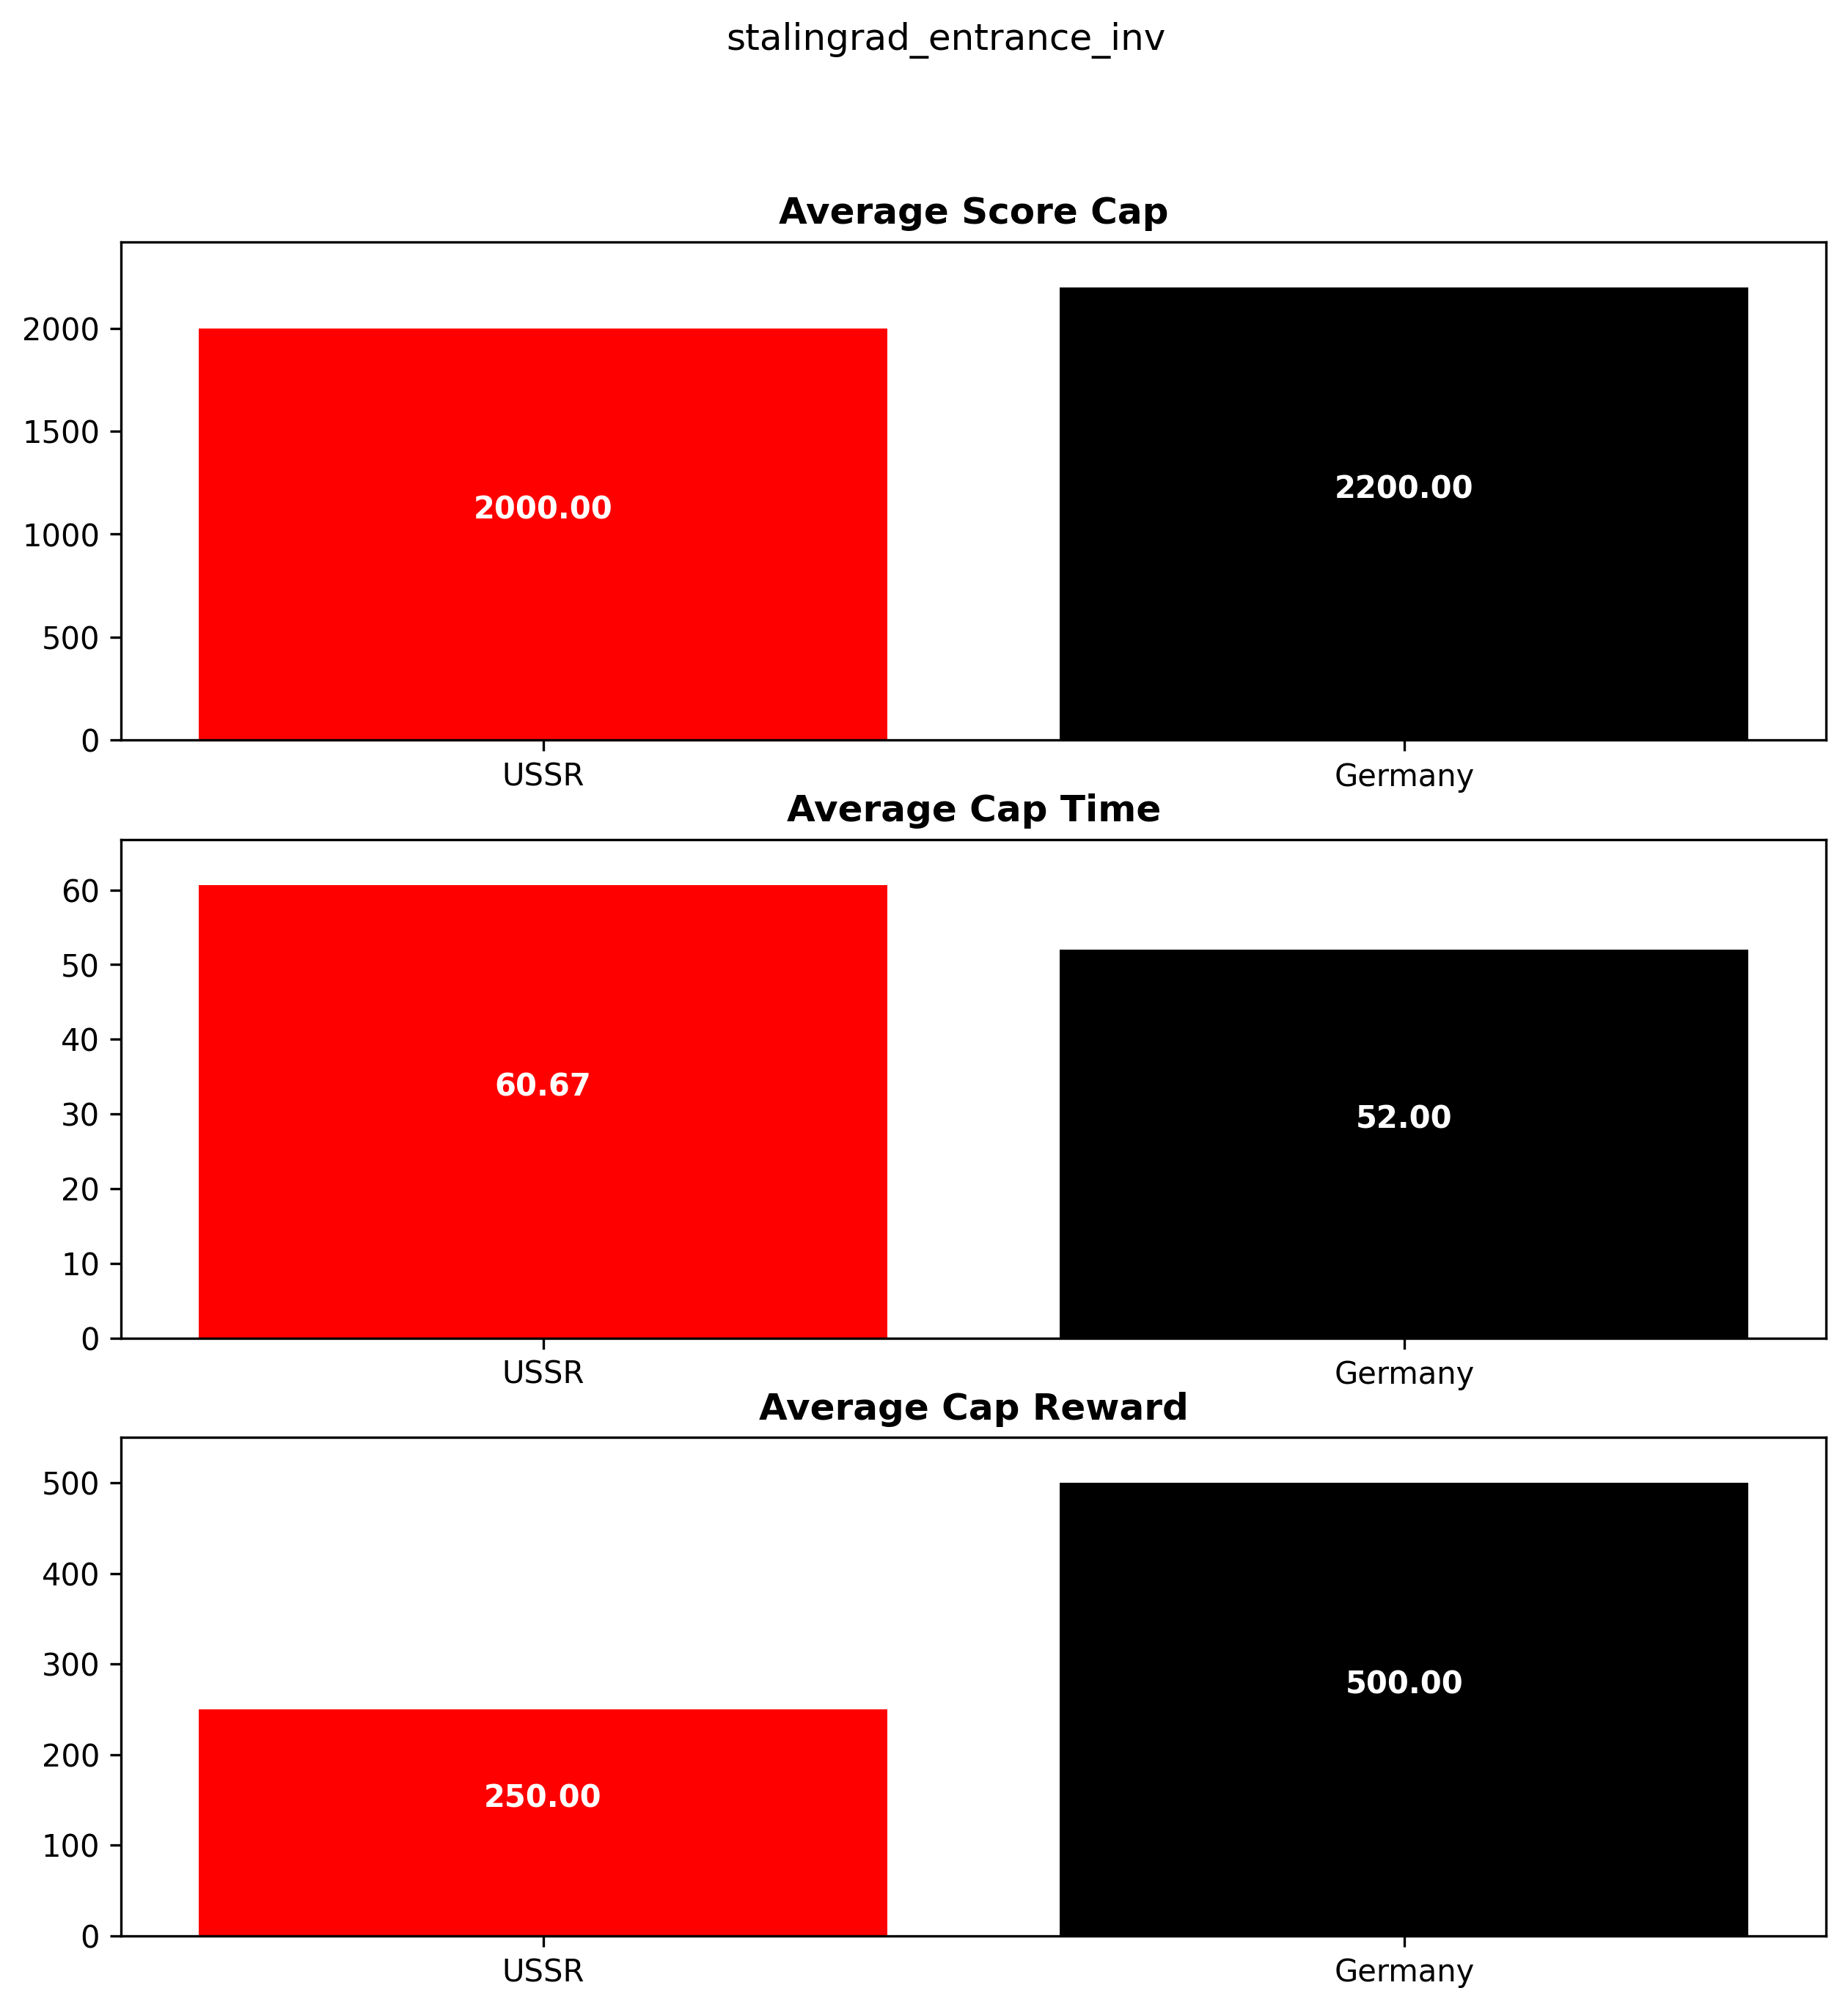 stalingrad_entrance_inv
Average Score Cap
2000
1500
1000
500
0
2000.00
2200.00
USSR
Germany
Average Cap Time
60
50
40
30
20
10
0
60.67
52.00
USSR
Germany
Average Cap Reward
500
400
300
200
100
0
250.00
500.00
USSR
Germany